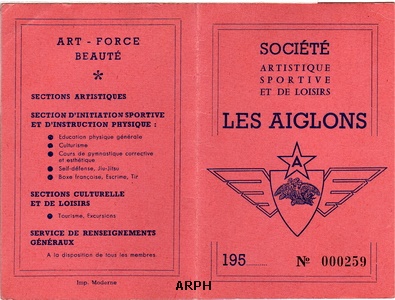 ART - FORCE
BEAUTÉ
*
SECTIONS ARTISTIQUES
SECTION D'INITIATION SPORTIVE
ET D'INSTRUCTION PHYSIQUE :
● Education physique générale
● Culturisme
● Cours de gymnastique corrective
et esthétique
● Self-défense, Jiu-Jitsu
● Boxe française, Escrime, Tir
SECTIONS CULTURELLE
ET DE LOISIRS
● Tourisme, Excursions
SERVICE DE RENSEIGNEMENTS
GÉNÉRAUX
A la disposition de tous les membres
Imp. Moderne
SOCIÉTÉ
ARTISTIQUE
SPORTIVE
ET DE LOISIRS
LES AIGLONS
A
195
№ 000259
ARPH